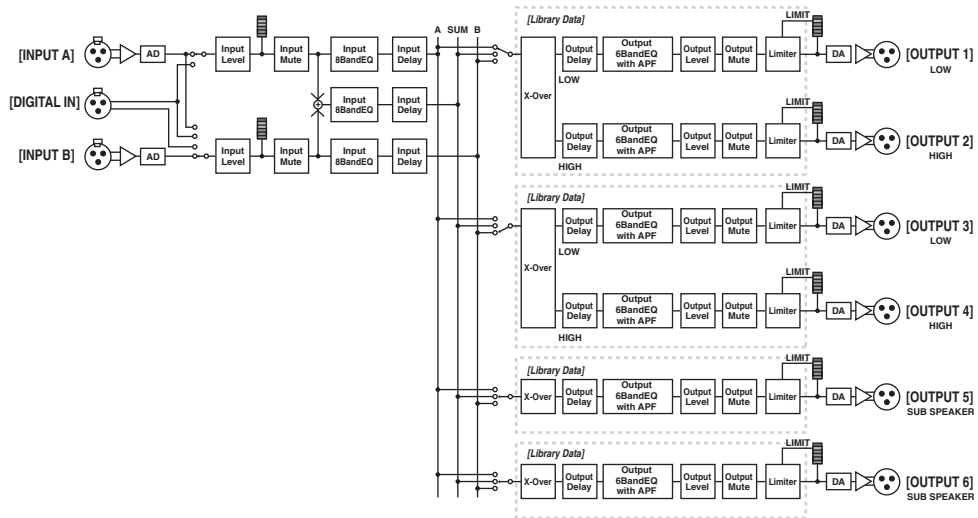 A SUM B
[Library Data]
LIMIT
[INPUT A]
AD
Input Level
Input Mute
Input 8BandEQ
Input Delay
X-Over
Output Delay
Output 6BandEQ with APF
Output Level
Output Mute
Limiter
DA
[OUTPUT 1]
LOW
LOW
[DIGITAL IN]
Input 8BandEQ
Input Delay
LIMIT
[INPUT B]
AD
Input Level
Input Mute
Input 8BandEQ
Input Delay
Output Delay
Output 6BandEQ with APF
Output Level
Output Mute
Limiter
DA
[OUTPUT 2]
HIGH
HIGH
[Library Data]
LIMIT
X-Over
Output Delay
Output 6BandEQ with APF
Output Level
Output Mute
Limiter
DA
[OUTPUT 3]
LOW
LOW
LIMIT
Output Delay
Output 6BandEQ with APF
Output Level
Output Mute
Limiter
DA
[OUTPUT 4]
HIGH
HIGH
[Library Data]
LIMIT
X-Over
Output Delay
Output 6BandEQ with APF
Output Level
Output Mute
Limiter
DA
[OUTPUT 5]
SUB SPEAKER
[Library Data]
LIMIT
X-Over
Output Delay
Output 6BandEQ with APF
Output Level
Output Mute
Limiter
DA
[OUTPUT 6]
SUB SPEAKER